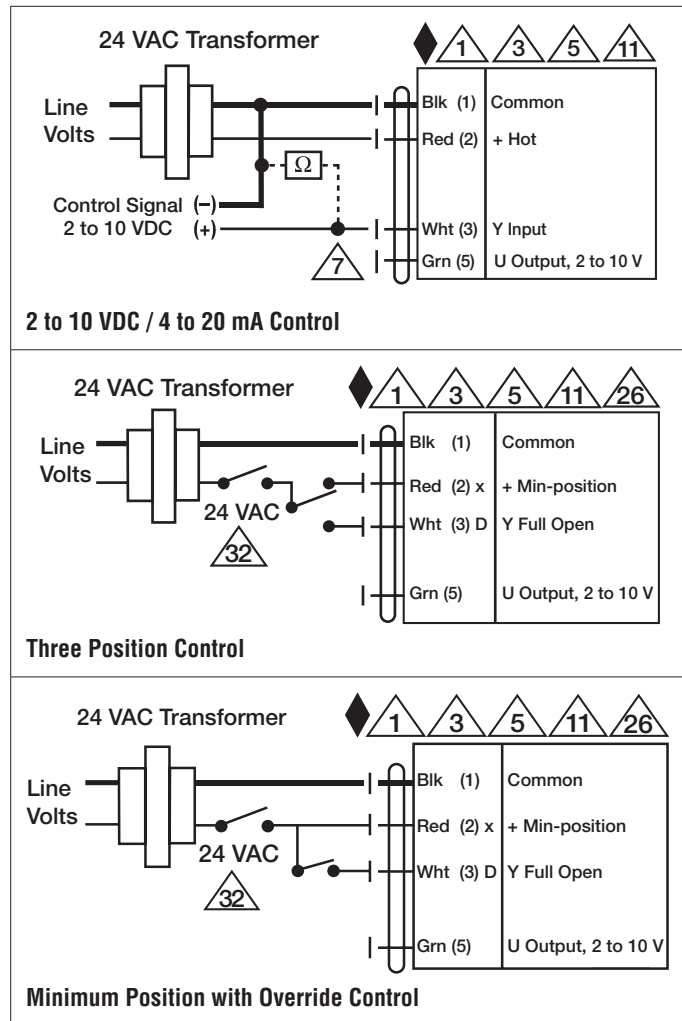 24 VAC Transformer
1 3 5 11
Line
Volts
Blk (1) Common
Red (2) + Hot
Ω
Control Signal (−)
2 to 10 VDC (+)
Wht (3) Y Input
7
Grn (5) U Output, 2 to 10 V
2 to 10 VDC / 4 to 20 mA Control
24 VAC Transformer
1 3 5 11 26
Line
Volts
Blk (1) Common
Red (2) x + Min-position
24 VAC
Wht (3) D Y Full Open
32
Grn (5) U Output, 2 to 10 V
Three Position Control
24 VAC Transformer
1 3 5 11 26
Line
Volts
Blk (1) Common
Red (2) x + Min-position
24 VAC
Wht (3) D Y Full Open
32
Grn (5) U Output, 2 to 10 V
Minimum Position with Override Control